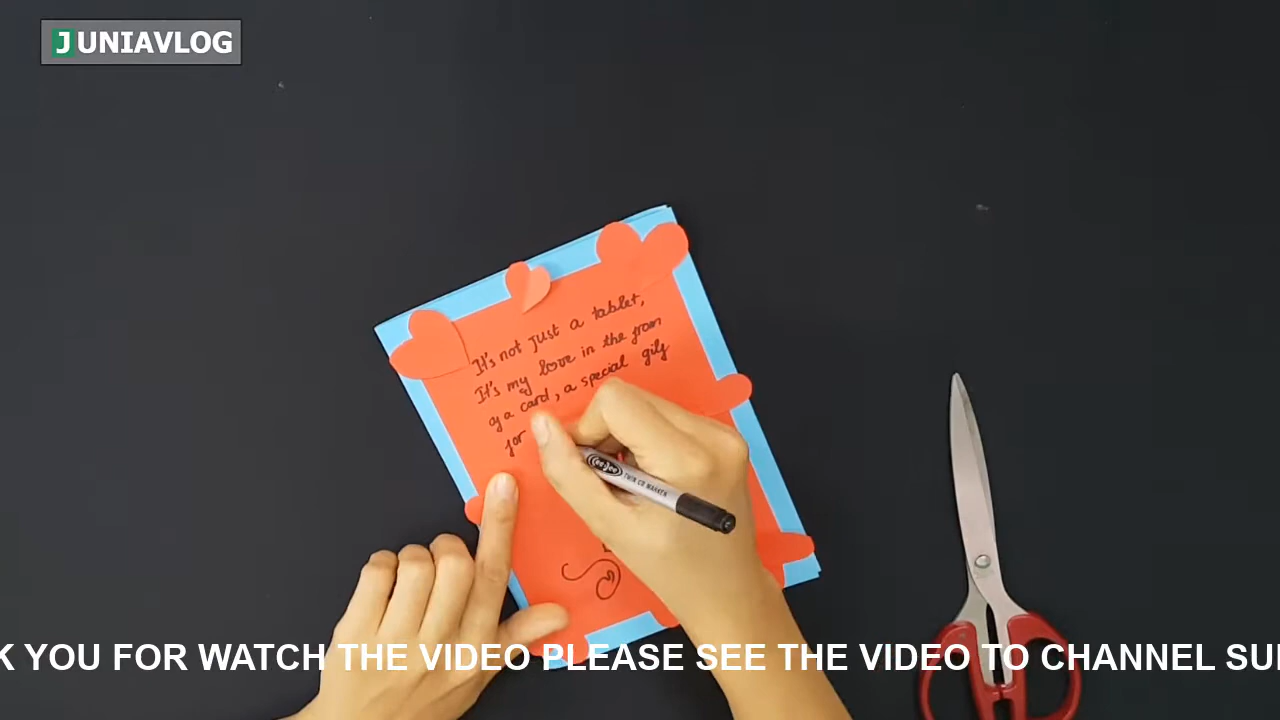 JUNIAVLOG
It's not just a tablet,
It's my love in the from
of a card, a special gift
for
TWIN CD MARKER
K YOU FOR WATCH THE VIDEO PLEASE SEE THE VIDEO TO CHANNEL SU